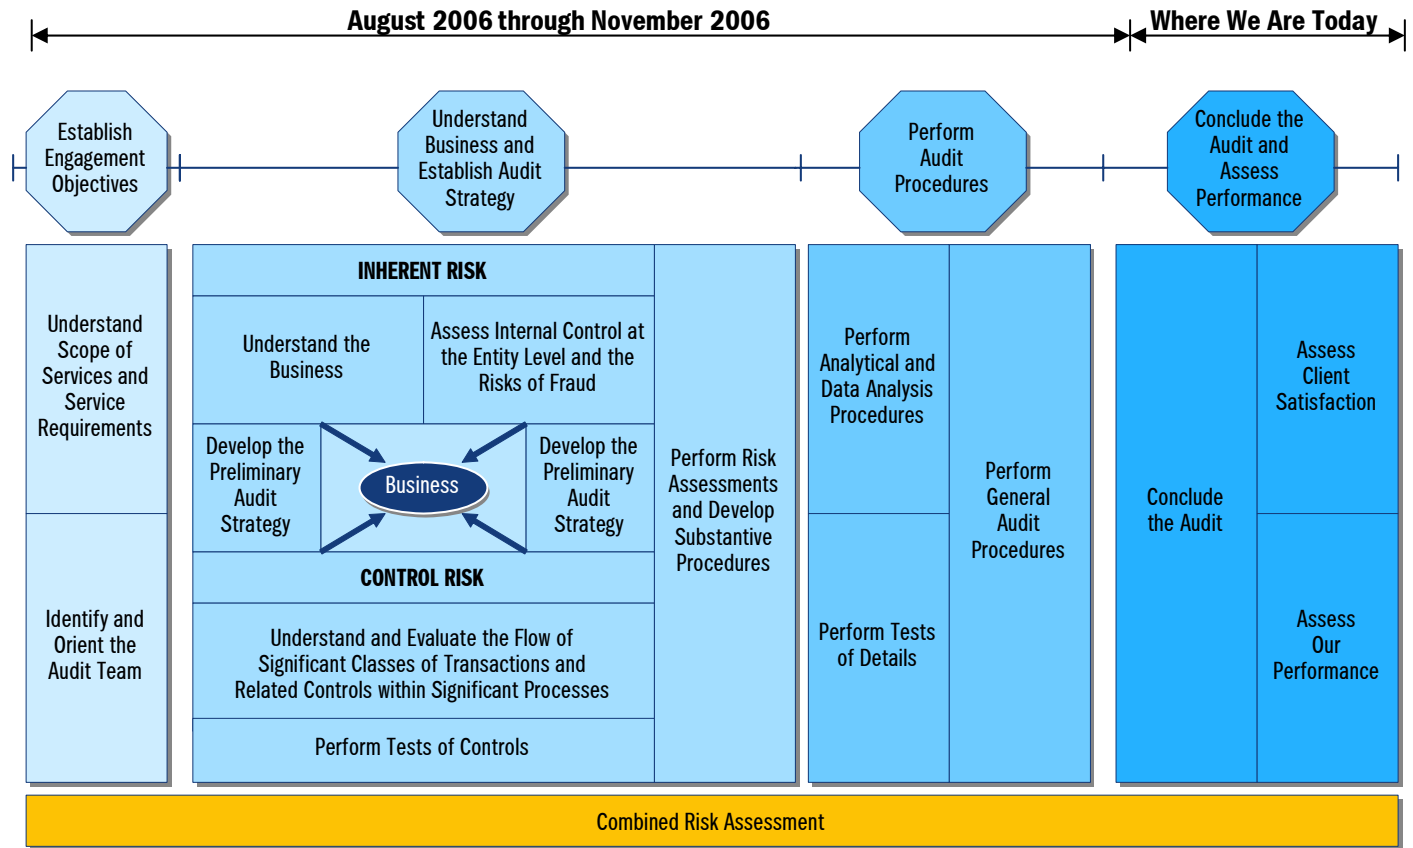 August 2006 through November 2006
Where We Are Today
Establish
Engagement
Objectives
Understand
Business and
Establish Audit
Strategy
Perform
Audit
Procedures
Conclude the
Audit and
Assess
Performance
Understand
Scope of
Services and
Service
Requirements
Identify and
Orient the
Audit Team
INHERENT RISK
Understand the
Business
Assess Internal Control at
the Entity Level and the
Risks of Fraud
Develop the
Preliminary
Audit
Strategy
Business
Develop the
Preliminary
Audit
Strategy
CONTROL RISK
Understand and Evaluate the Flow of
Significant Classes of Transactions and
Related Controls within Significant Processes
Perform Tests of Controls
Perform Risk
Assessments
and Develop
Substantive
Procedures
Perform
Analytical and
Data Analysis
Procedures
Perform Tests
of Details
Perform
General
Audit
Procedures
Conclude
the Audit
Assess
Client
Satisfaction
Assess
Our
Performance
Combined Risk Assessment